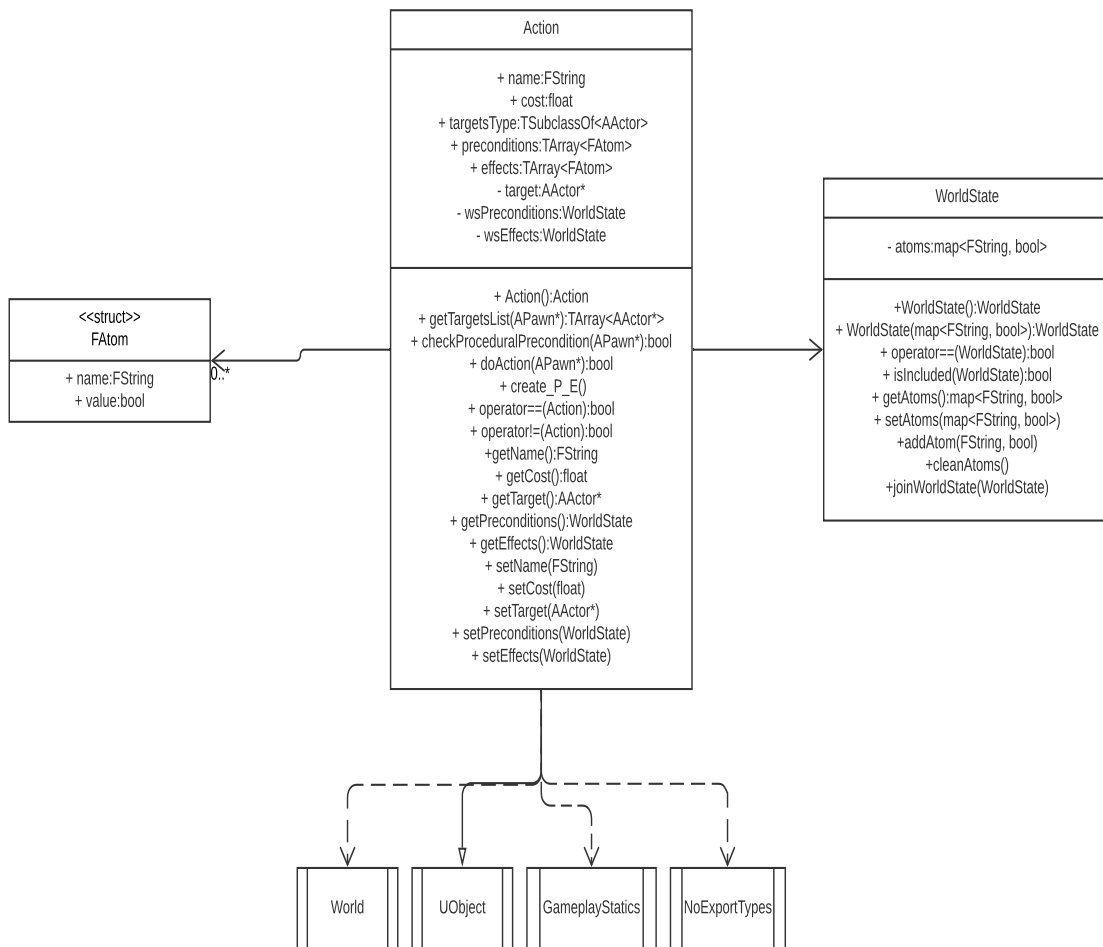 Action
+ name:FString
+ cost:float
+ targetsType:TSubclassOf<AActor>
+ preconditions:TArray<FAtom>
+ effects:TArray<FAtom>
- target:AActor*
- wsPreconditions:WorldState
- wsEffects:WorldState
+ Action():Action
+ getTargetsList(APawn*):TArray<AActor*>
+ checkProceduralPrecondition(APawn*):bool
+ doAction(APawn*):bool
+ create_P_E()
+ operator==(Action):bool
+ operator!=(Action):bool
+getName():FString
+ getCost():float
+ getTarget():AActor*
+ getPreconditions():WorldState
+ getEffects():WorldState
+ setName(FString)
+ setCost(float)
+ setTarget(AActor*)
+ setPreconditions(WorldState)
+ setEffects(WorldState)
<<struct>>
FAtom
+ name:FString
+ value:bool
0..*
WorldState
- atoms:map<FString, bool>
+WorldState():WorldState
+ WorldState(map<FString, bool>):WorldState
+ operator==(WorldState):bool
+ isIncluded(WorldState):bool
+ getAtoms():map<FString, bool>
+ setAtoms(map<FString, bool>)
+addAtom(FString, bool)
+cleanAtoms()
+joinWorldState(WorldState)
World
UObject
GameplayStatics
NoExportTypes